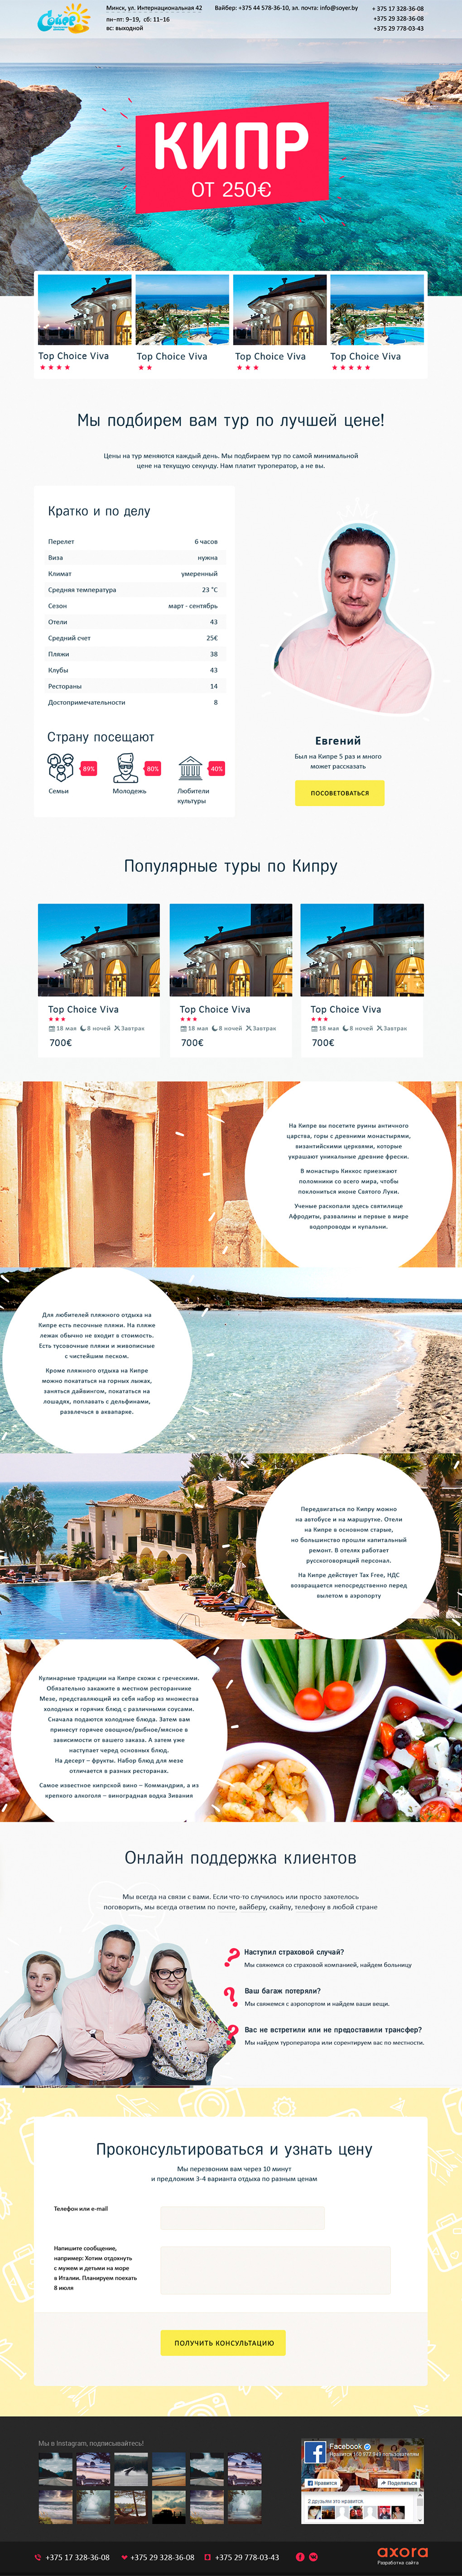 Сойер
Минск, ул. Интернациональная 42
пн–пт: 9–19, сб: 11–16
вс: выходной
Вайбер: +375 44 578-36-10, эл. почта: info@soyer.by
+ 375 17 328-36-08
+375 29 328-36-08
+375 29 778-03-43
КИПР
ОТ 250€
Top Choice Viva
Top Choice Viva
Top Choice Viva
Top Choice Viva
Мы подбирем вам тур по лучшей цене!
Цены на тур меняются каждый день. Мы подбираем тур по самой минимальной
цене на текущую секунду. Нам платит туроператор, а не вы.
Кратко и по делу
Перелет 6 часов
Виза нужна
Климат умеренный
Средняя температура 23 °C
Сезон март - сентябрь
Отели 43
Средний счет 25€
Пляжи 38
Клубы 43
Рестораны 14
Достопримечательности 8
Страну посещают
89%
80%
40%
Семьи
Молодежь
Любители
культуры
Евгений
Был на Кипре 5 раз и много
может рассказать
ПОСОВЕТОВАТЬСЯ
Популярные туры по Кипру
Top Choice Viva
18 мая 8 ночей Завтрак
700€
Top Choice Viva
18 мая 8 ночей Завтрак
700€
Top Choice Viva
18 мая 8 ночей Завтрак
700€
На Кипре вы посетите руины античного
царства, горы с древними монастырями,
византийскими церквями, которые
украшают уникальные древние фрески.
В монастырь Киккос приезжают
поломники со всего мира, чтобы
поклониться иконе Святого Луки.
Ученые раскопали здесь святилище
Афродиты, развалины и первые в мире
водопроводы и купальни.
Для любителей пляжного отдыха на
Кипре есть песочные пляжи. На пляже
лежак обычно не входит в стоимость.
Есть тусовочные пляжи и живописные
с чистейшим песком.
Кроме пляжного отдыха на Кипре
можно покататься на горных лыжах,
заняться дайвингом, покататься на
лошадях, поплавать с дельфинами,
развлечься в аквапарке.
Передвигаться по Кипру можно
на автобусе и на маршрутке. Отели
на Кипре в основном старые,
но большинство прошли капитальный
ремонт. В отелях работает
русскоговорящий персонал.
На Кипре действует Tax Free, НДС
возвращается непосредственно перед
вылетом в аэропорту
Кулинарные традиции на Кипре схожи с греческими.
Обязательно закажите в местном ресторанчике
Мезе, представляющий из себя набор из множества
холодных и горячих блюд с различными соусами.
Сначала подаются холодные блюда. Затем вам
принесут горячее овощное/рыбное/мясное в
зависимости от вашего заказа. А затем уже
наступает черед основных блюд.
На десерт – фрукты. Набор блюд для мезе
отличается в разных ресторанах.
Самое известное кипрской вино – Коммандрия, а из
крепкого алкоголя – виноградная водка Зивания
Онлайн поддержка клиентов
Мы всегда на связи с вами. Если что-то случилось или просто захотелось
поговорить, мы всегда ответим по почте, вайберу, скайпу, телефону в любой стране
Наступил страховой случай?
Мы свяжемся со страховой компанией, найдем больницу
Ваш багаж потеряли?
Мы свяжемся с аэропортом и найдем ваши вещи.
Вас не встретили или не предоставили трансфер?
Мы найдем туроператора или сорентируем вас по местности.
Проконсультироваться и узнать цену
Мы перезвоним вам через 10 минут
и предложим 3-4 варианта отдыха по разным ценам
Телефон или e-mail
Напишите сообщение,
например: Хотим отдохнуть
с мужем и детьми на море
в Италии. Планируем поехать
8 июля
ПОЛУЧИТЬ КОНСУЛЬТАЦИЮ
Мы в Instagram, подписывайтесь!
Facebook
Нравится
Поделиться
2 друзьям это нравится
+375 17 328-36-08
+375 29 328-36-08
+375 29 778-03-43
axora
Разработка сайта